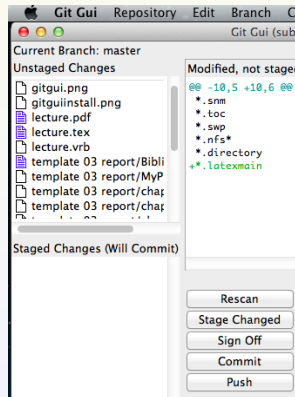 Git Gui Repository Edit Branch
Git Gui (sub
Current Branch: master
Unstaged Changes
gitgui.png
gitguiinstall.png
lecture.pdf
lecture.tex
lecture.vrb
template 03 report/Bibli
template 03 report/MyP
template 03 report/chap
template 03 report/chap
Staged Changes (Will Commit)
Modified, not stage
@@ -10,5 +10,6 @@
*.snm
*.toc
*.swp
*.nfs*
*.directory
+*.latexmain
Rescan
Stage Changed
Sign Off
Commit
Push